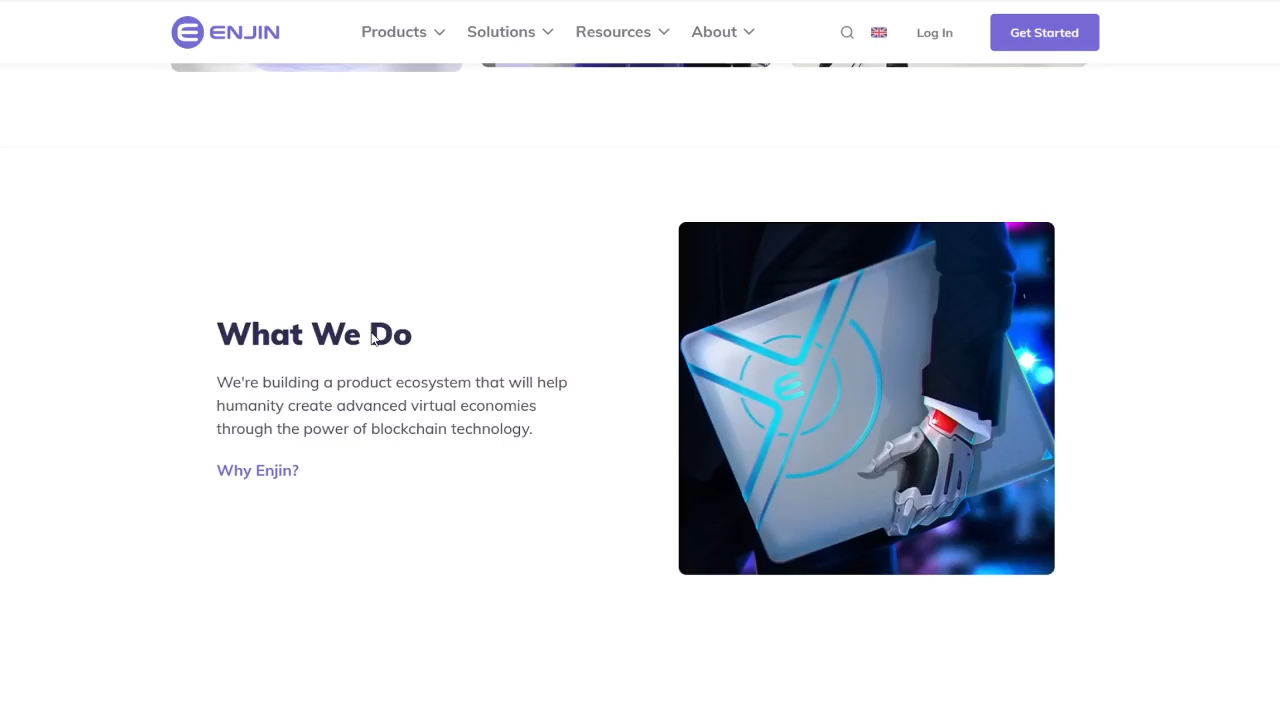 ENJIN
Products Solutions Resources About Log In Get Started
What We Do
We're building a product ecosystem that will help
humanity create advanced virtual economies
through the power of blockchain technology.
Why Enjin?